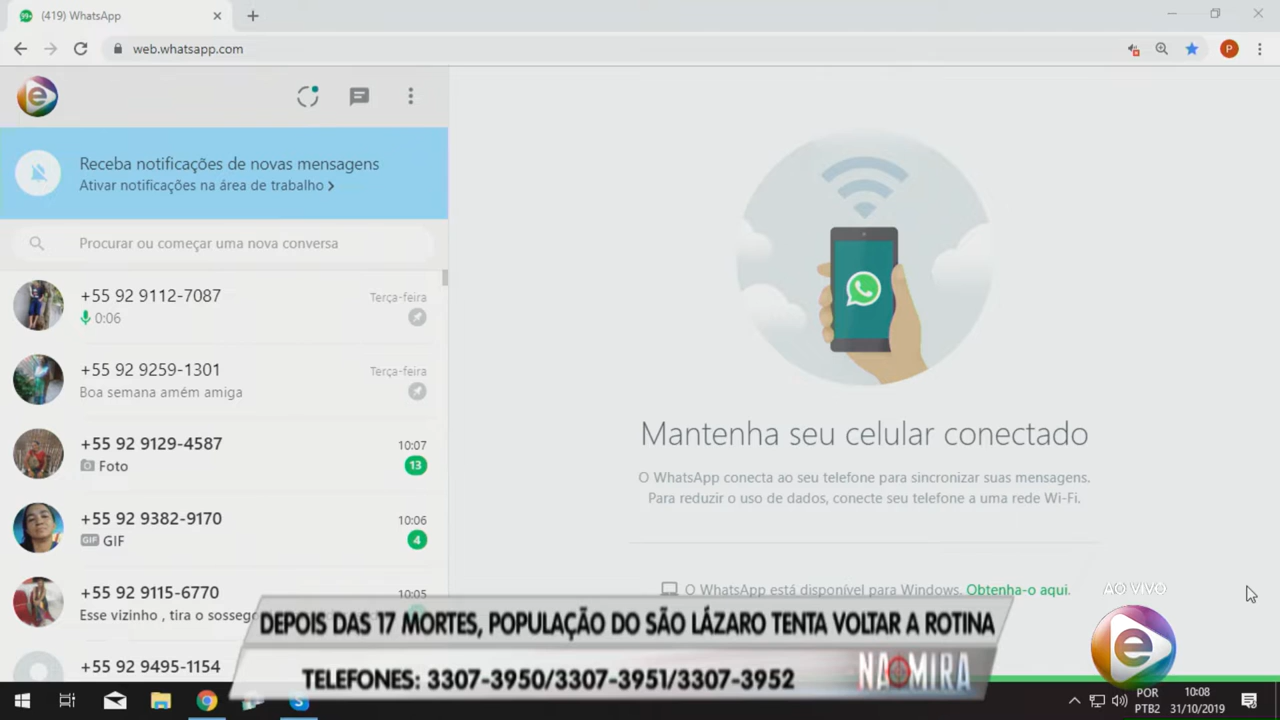 (419) WhatsApp
web.whatsapp.com
P
Receba notificações de novas mensagens
Ativar notificações na área de trabalho
Procurar ou começar uma nova conversa
+55 92 9112-7087
Terça-feira
0:06
+55 92 9259-1301
Terça-feira
Boa semana amém amiga
+55 92 9129-4587
10:07
Foto
13
+55 92 9382-9170
10:06
GIF GIF
4
+55 92 9115-6770
10:05
Esse vizinho , tira o sossego
+55 92 9495-1154
Mantenha seu celular conectado
O WhatsApp conecta ao seu telefone para sincronizar suas mensagens.
Para reduzir o uso de dados, conecte seu telefone a uma rede Wi-Fi.
O WhatsApp está disponível para Windows. Obtenha-o aqui.
AO VIVO
e
DEPOIS DAS 17 MORTES, POPULAÇÃO DO SÃO LÁZARO TENTA VOLTAR A ROTINA
TELEFONES: 3307-3950/3307-3951/3307-3952
NA MIRA
POR
PTB2
10:08
31/10/2019